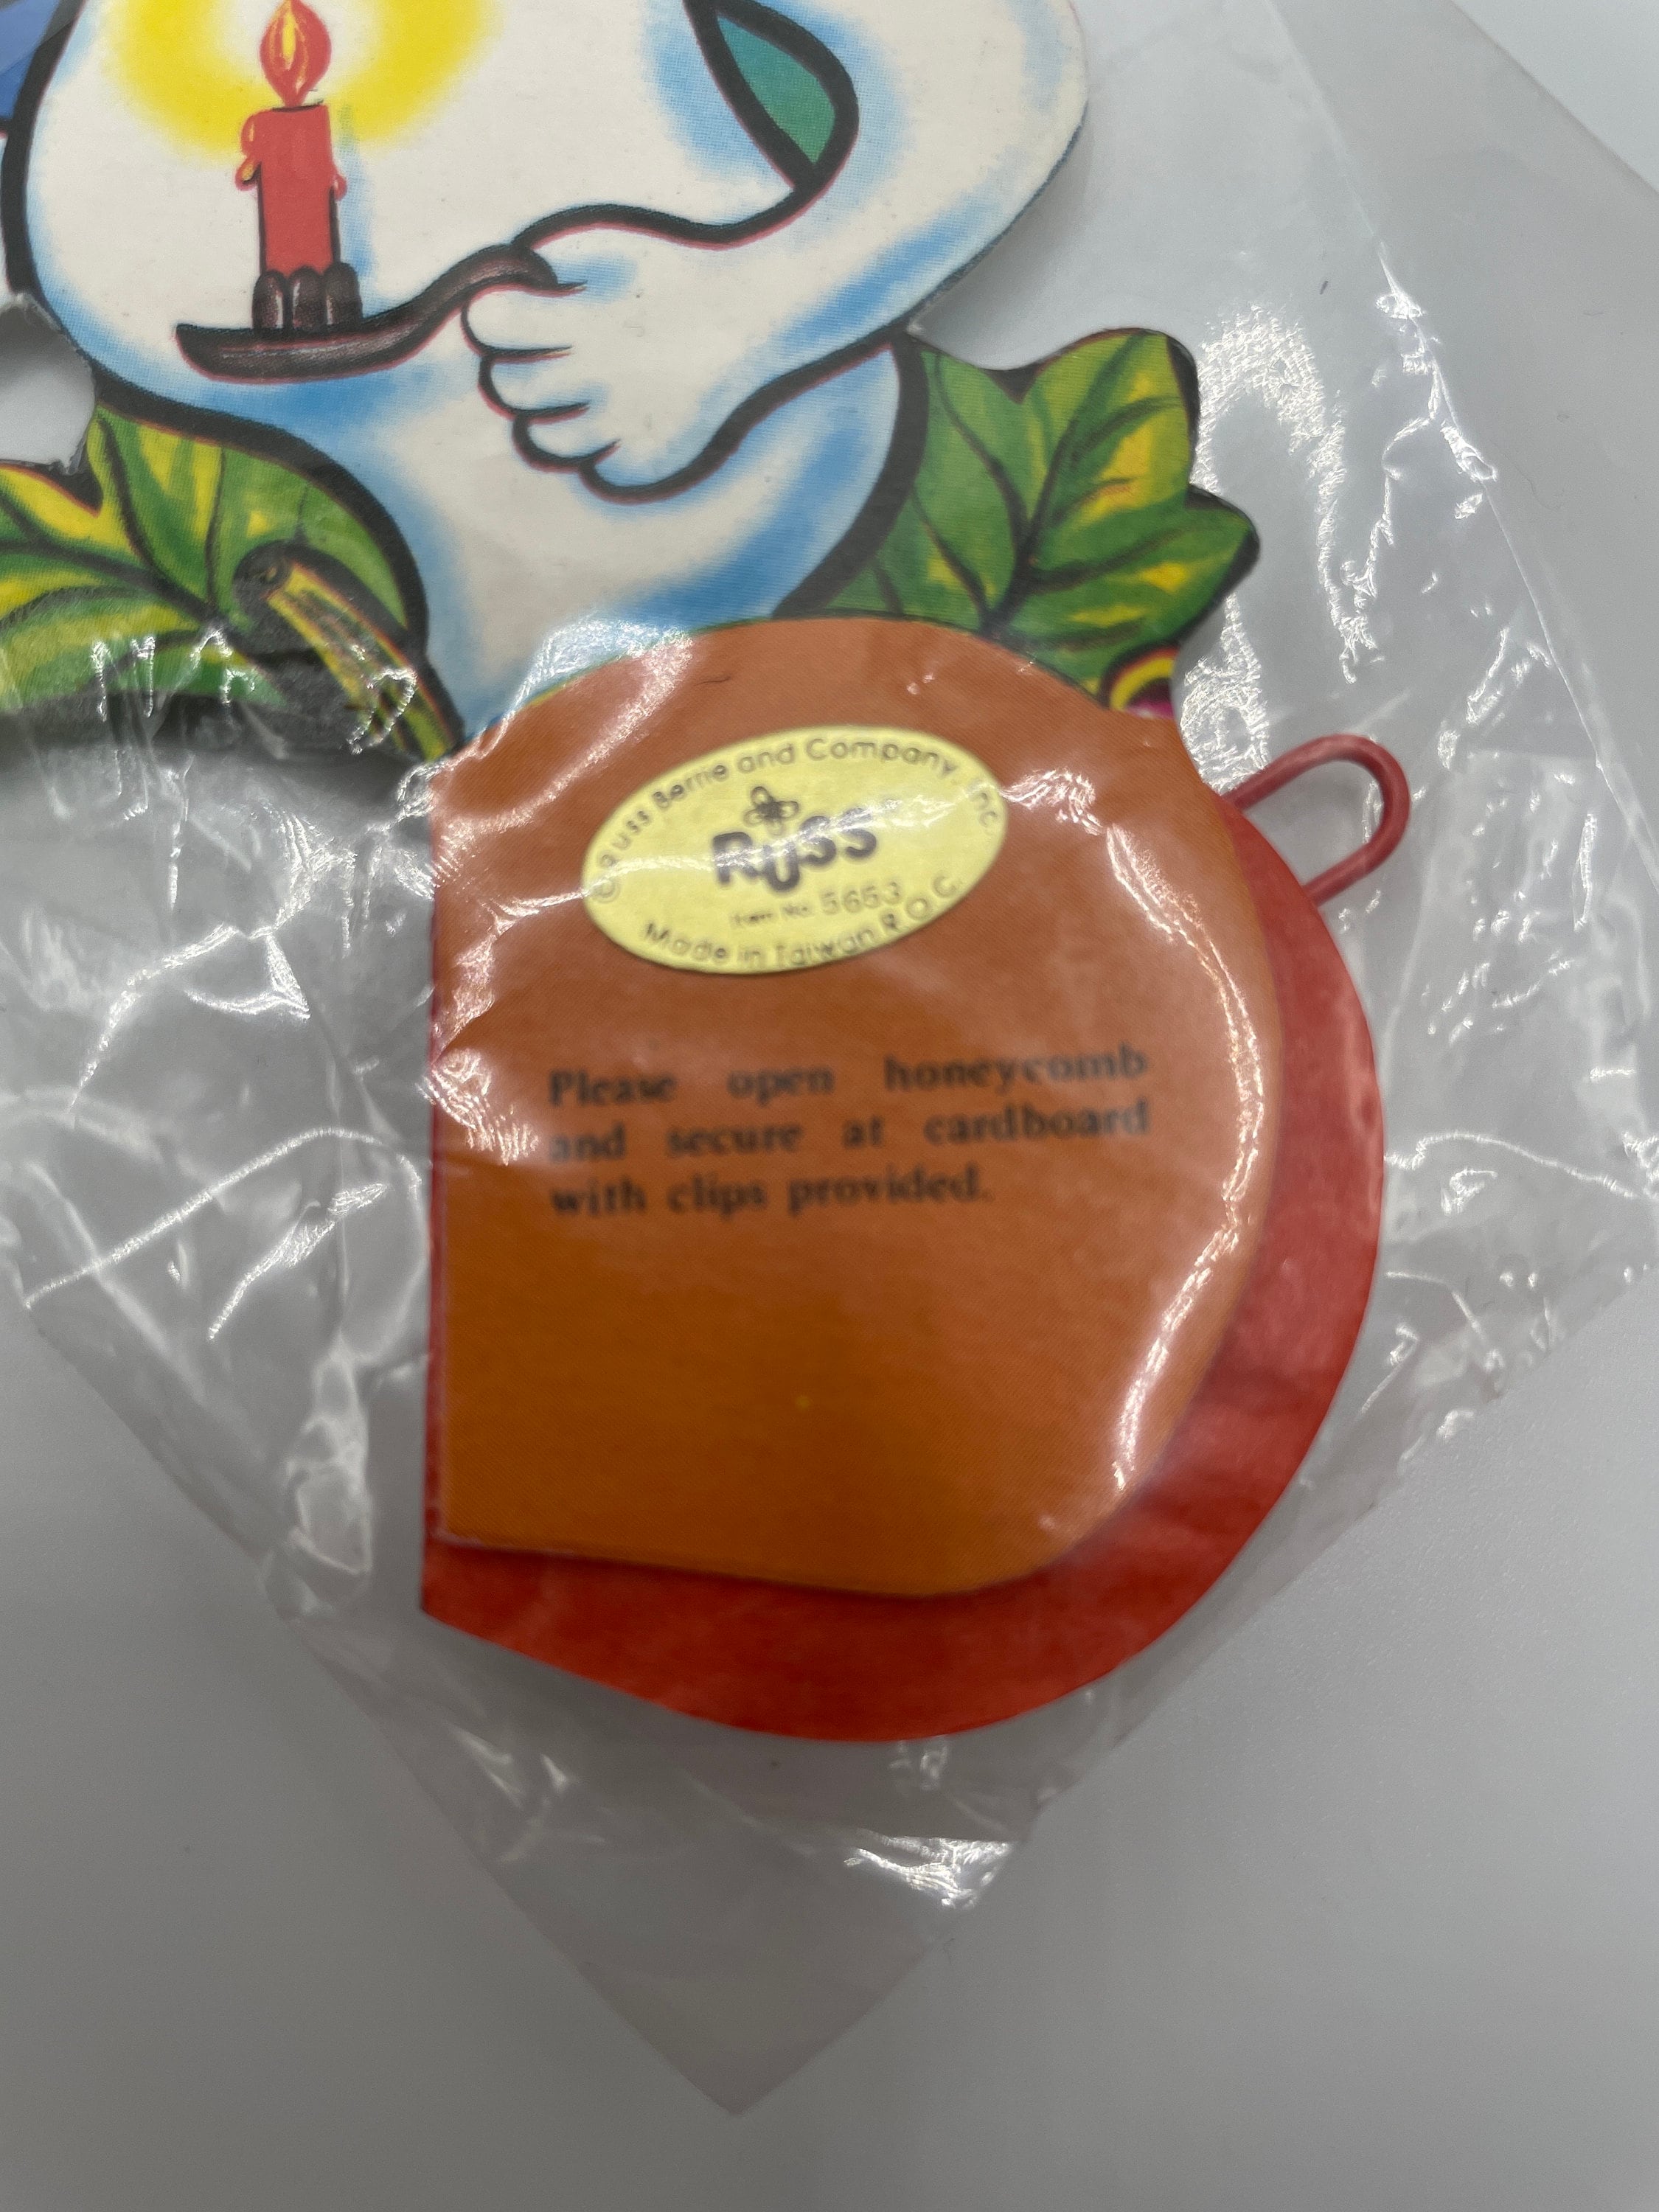 © Russ Berrie and Company, Inc.
RUSS
Item No. 5653
Made in Taiwan R.O.C.
Please open honeycomb
and secure at cardboard
with clips provided.